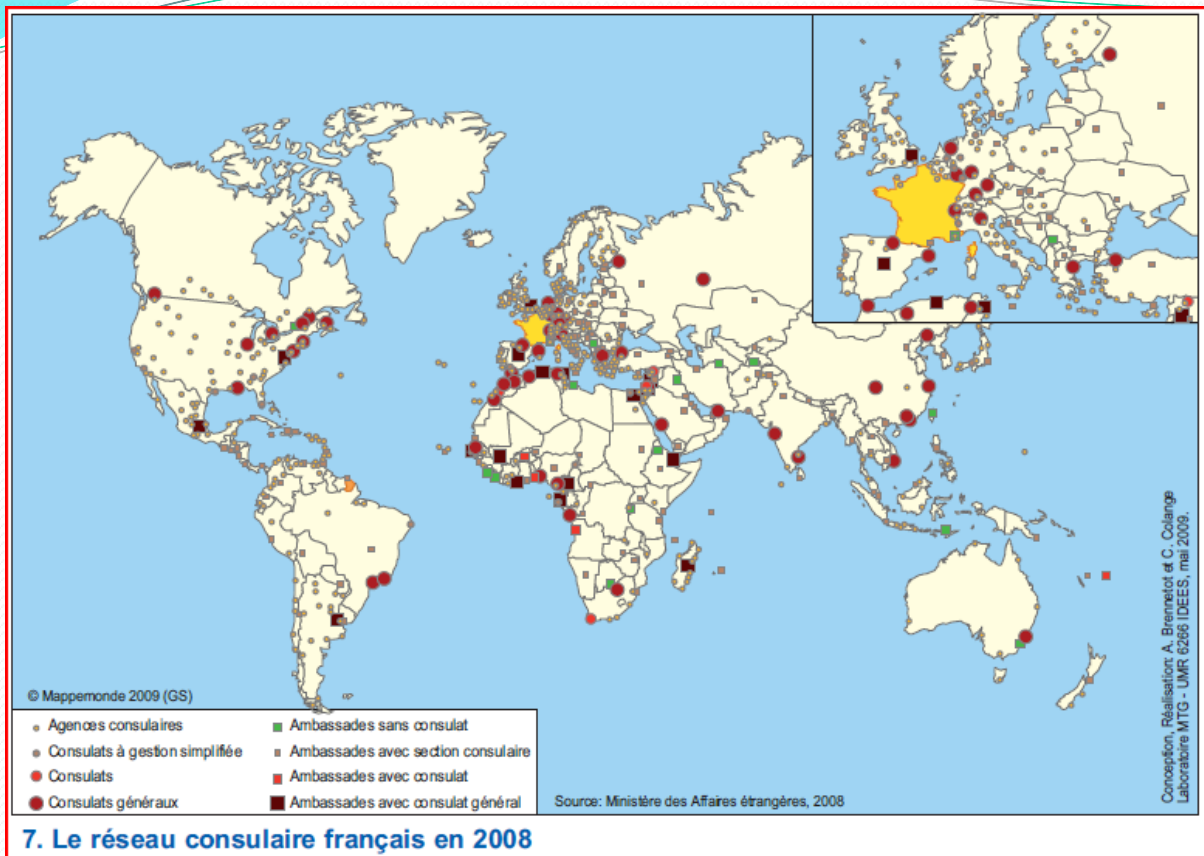 © Mappemonde 2009 (GS)
Agences consulaires
Consulats à gestion simplifiée
Consulats
Consulats généraux
Ambassades sans consulat
Ambassades avec section consulaire
Ambassades avec consulat
Ambassades avec consulat général
Source: Ministère des Affaires étrangères, 2008
Conception, Réalisation: A. Brennetot et C. Colange
Laboratoire MTG - UMR 6266 IDEES, mai 2009.
7. Le réseau consulaire français en 2008